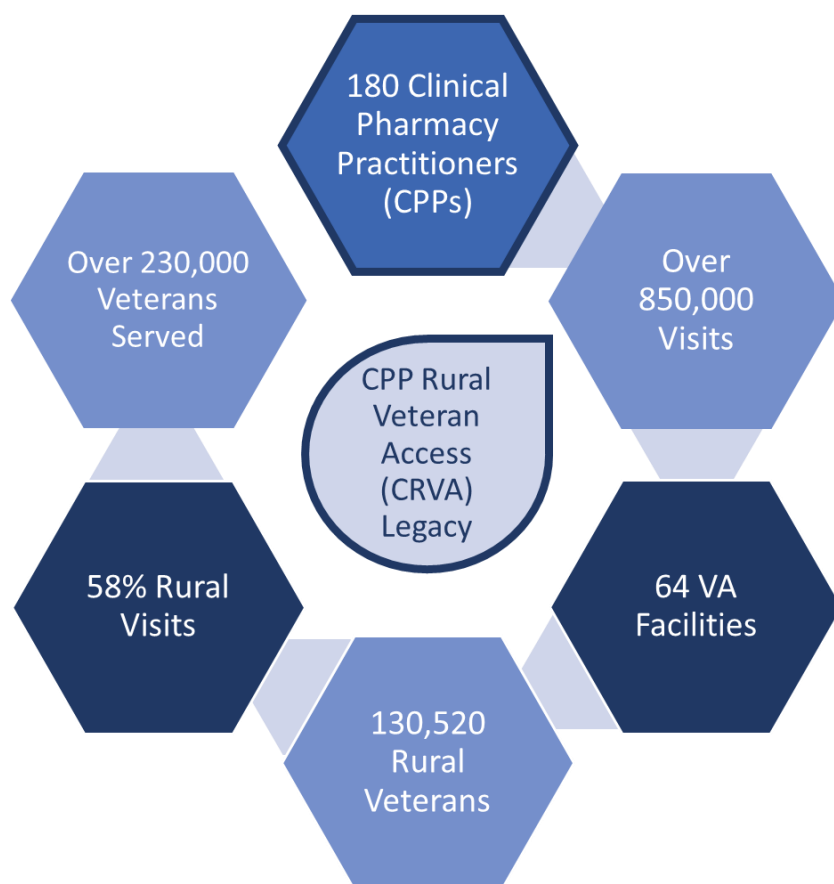 180 Clinical
Pharmacy
Practitioners
(CPPs)
Over
850,000
Visits
64 VA
Facilities
130,520
Rural
Veterans
58% Rural
Visits
Over 230,000
Veterans
Served
CPP Rural
Veteran
Access
(CRVA)
Legacy